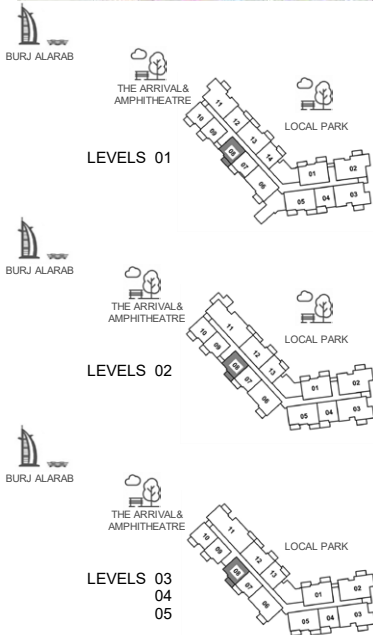 BURJ ALARAB
THE ARRIVAL&
AMPHITHEATRE
LOCAL PARK
LEVELS 01
11
10
12
09
13
08
14
07
06
01
02
05
04
03
BURJ ALARAB
THE ARRIVAL&
AMPHITHEATRE
LOCAL PARK
LEVELS 02
11
10
09
12
08
13
07
06
01
02
05
04
03
BURJ ALARAB
THE ARRIVAL&
AMPHITHEATRE
LOCAL PARK
LEVELS 03
04
05
11
10
09
12
08
13
07
06
01
02
05
04
03